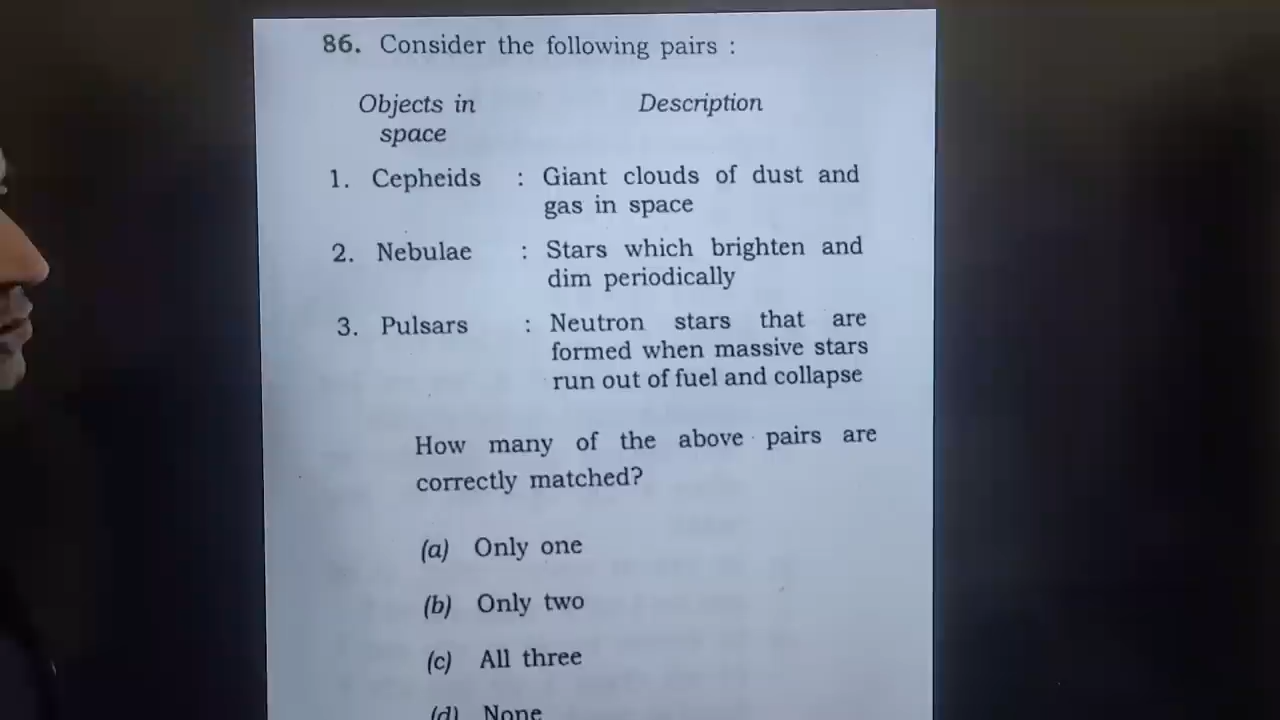 86. Consider the following pairs :
Objects in Description
space
1. Cepheids : Giant clouds of dust and
gas in space
2. Nebulae : Stars which brighten and
dim periodically
3. Pulsars : Neutron stars that are
formed when massive stars
run out of fuel and collapse
How many of the above pairs are
correctly matched?
(a) Only one
(b) Only two
(c) All three
(d) None